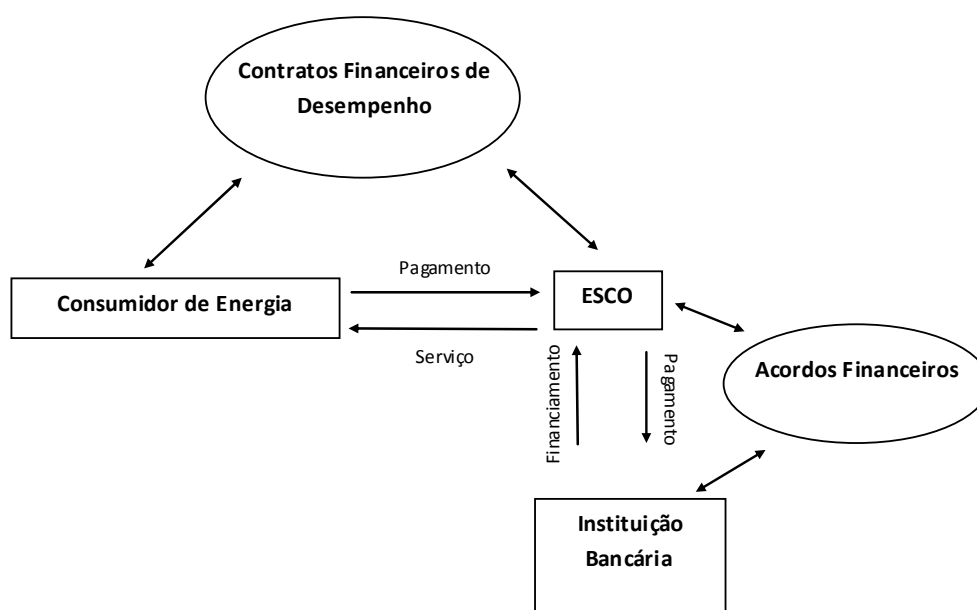 Contratos Financeiros de
Desempenho
Pagamento
Consumidor de Energia
ESCO
Serviço
Financiamento
Pagamento
Acordos Financeiros
Instituição
Bancária